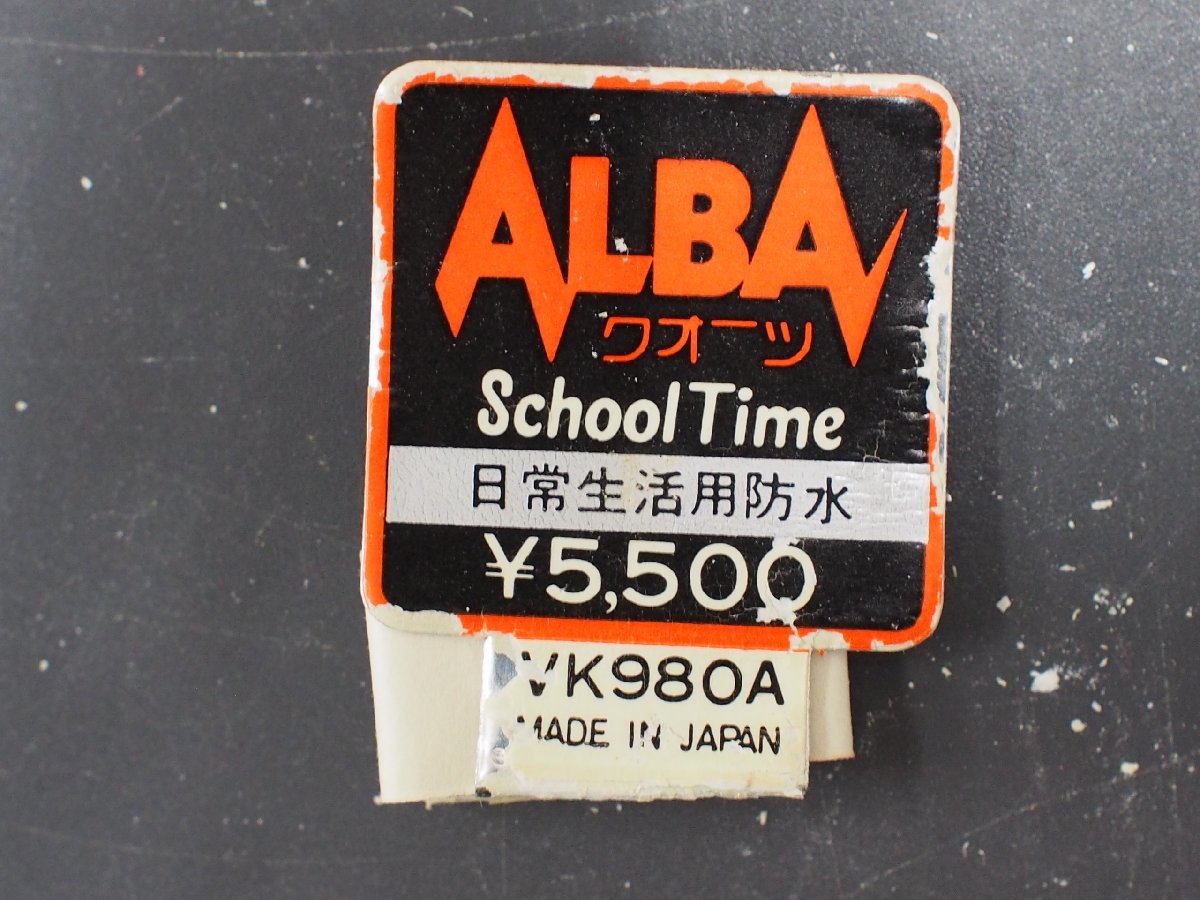 ALBA
クオーツ
School Time
日常生活用防水
¥5,500
VK980A
MADE IN JAPAN